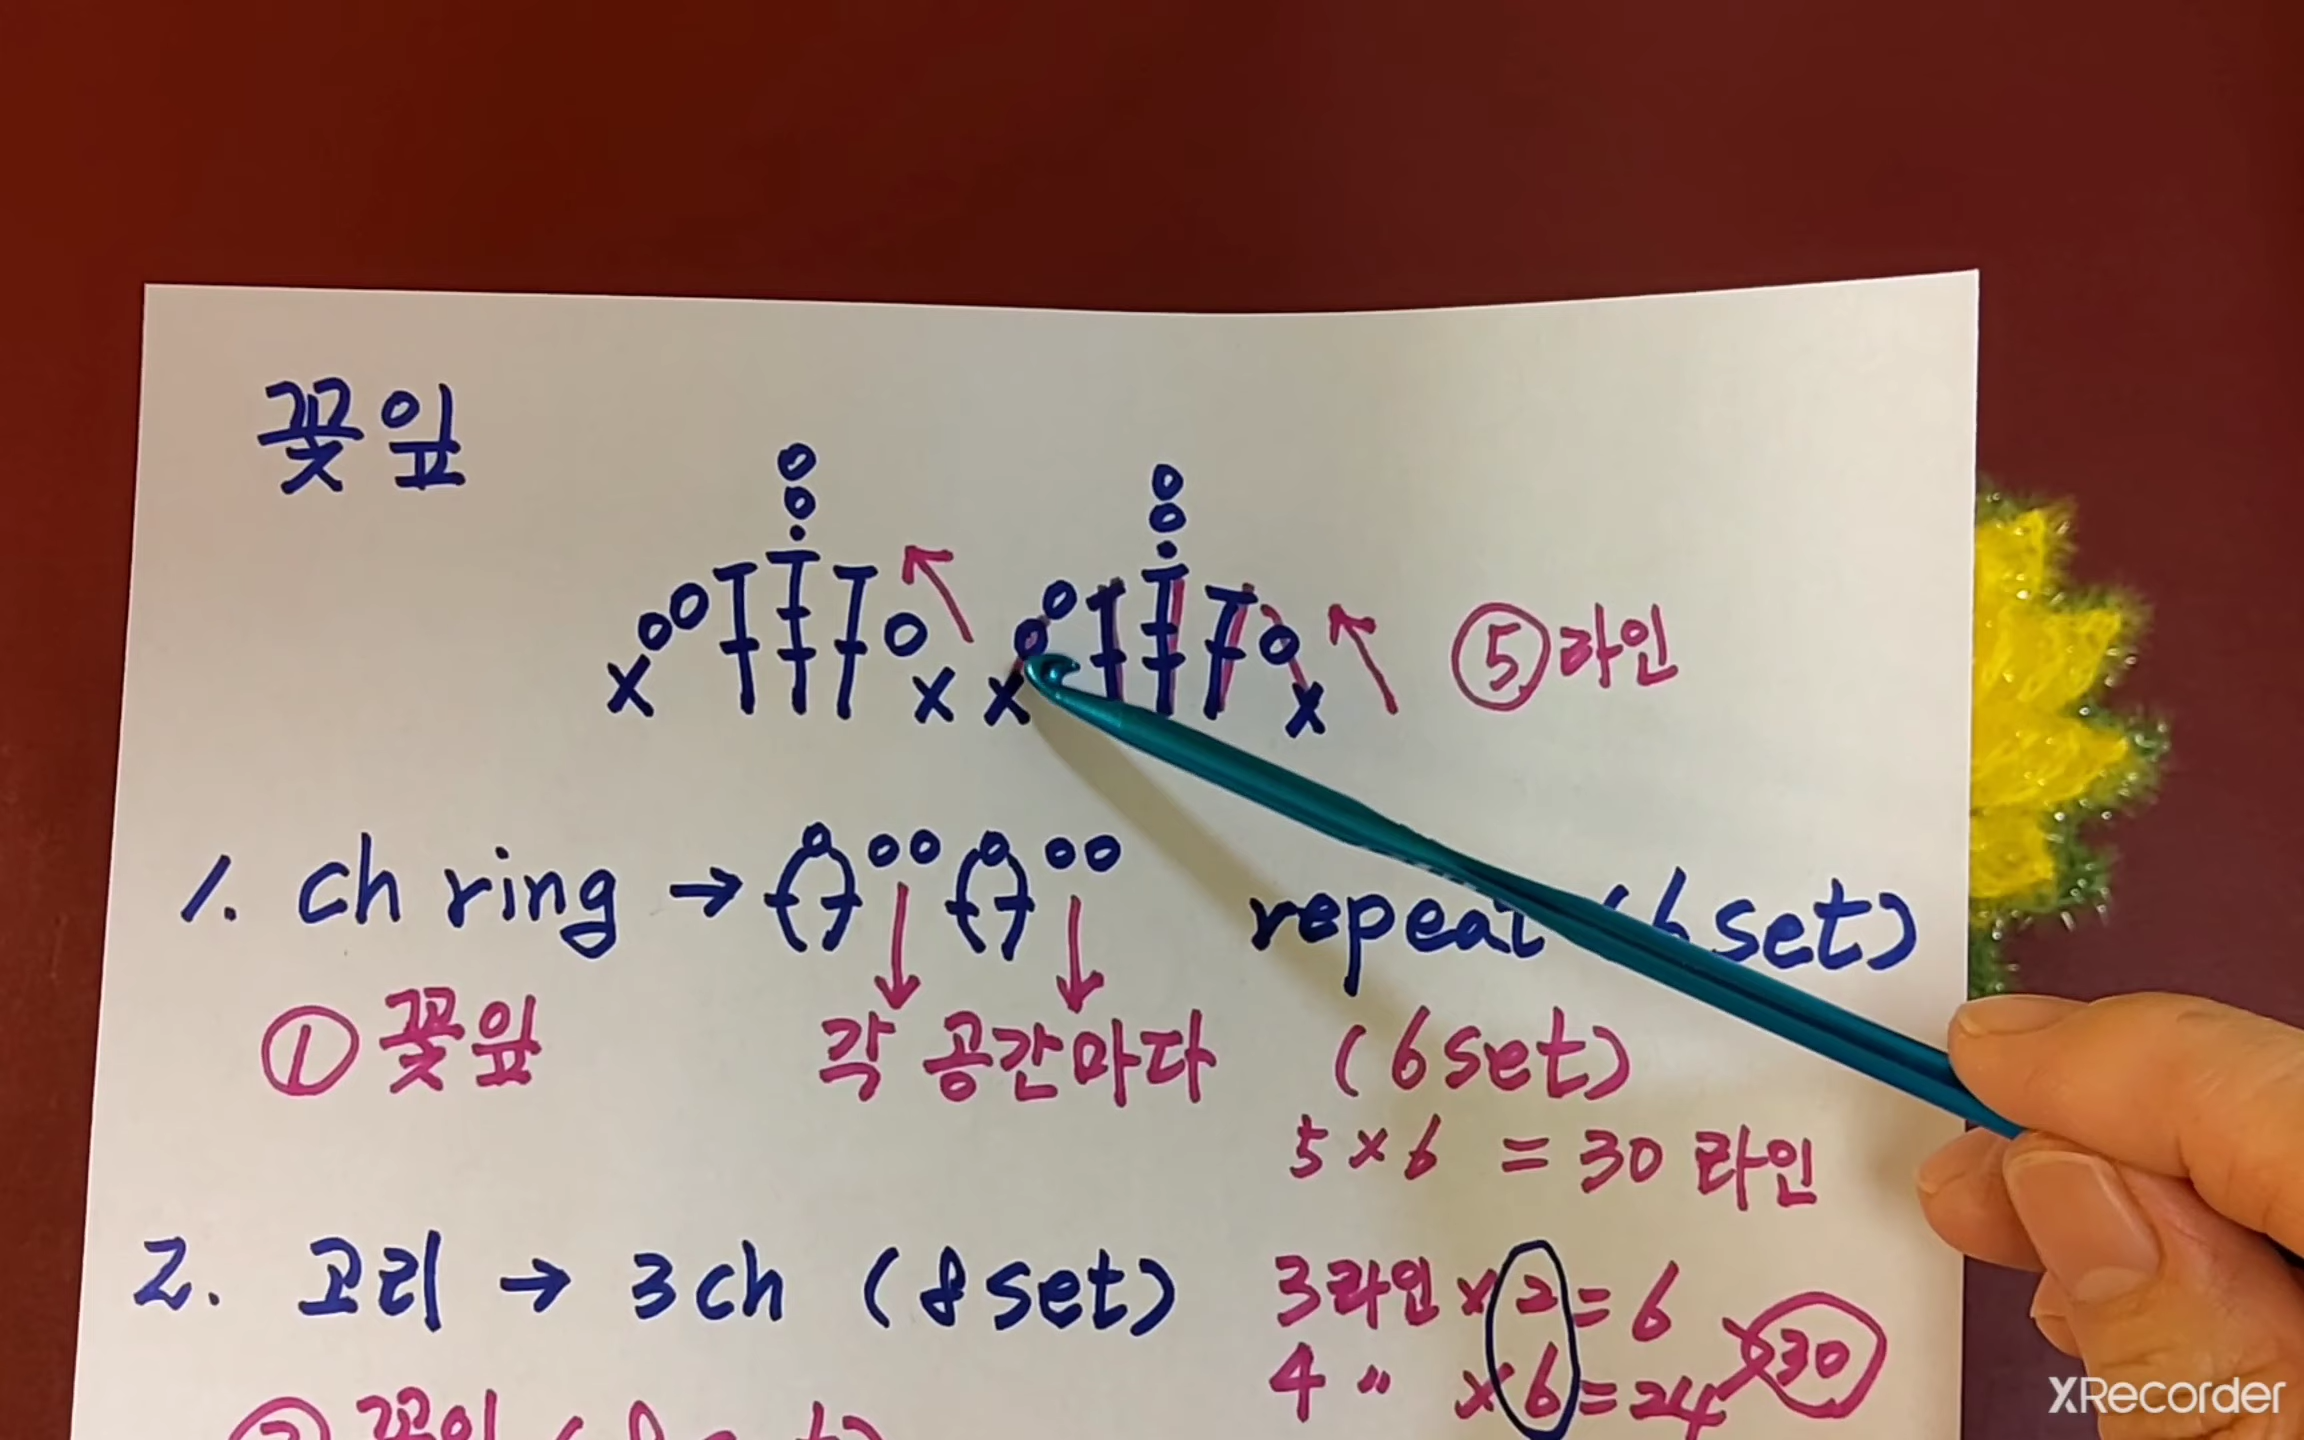 꽃잎
⑤라인
1. ch ring → repeat (6set)
① 꽃잎 각 공간마다 (6set)
5 × 6 = 30 라인
2. 고리 → 3ch (8set)
3라인 × 2 = 6
4 〃 × 6 = 24
30
XRecorder